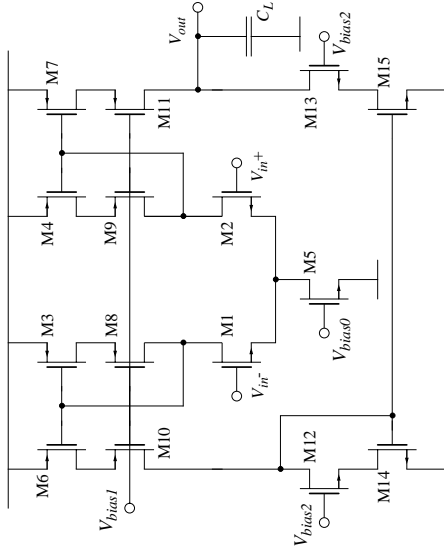 V_out
C_L
V_bias2
M7
M11
M13
M15
M4
M9
V_in+
M2
M5
M3
M8
M1
V_in-
V_bias0
M6
M10
M12
M14
V_bias1
V_bias2